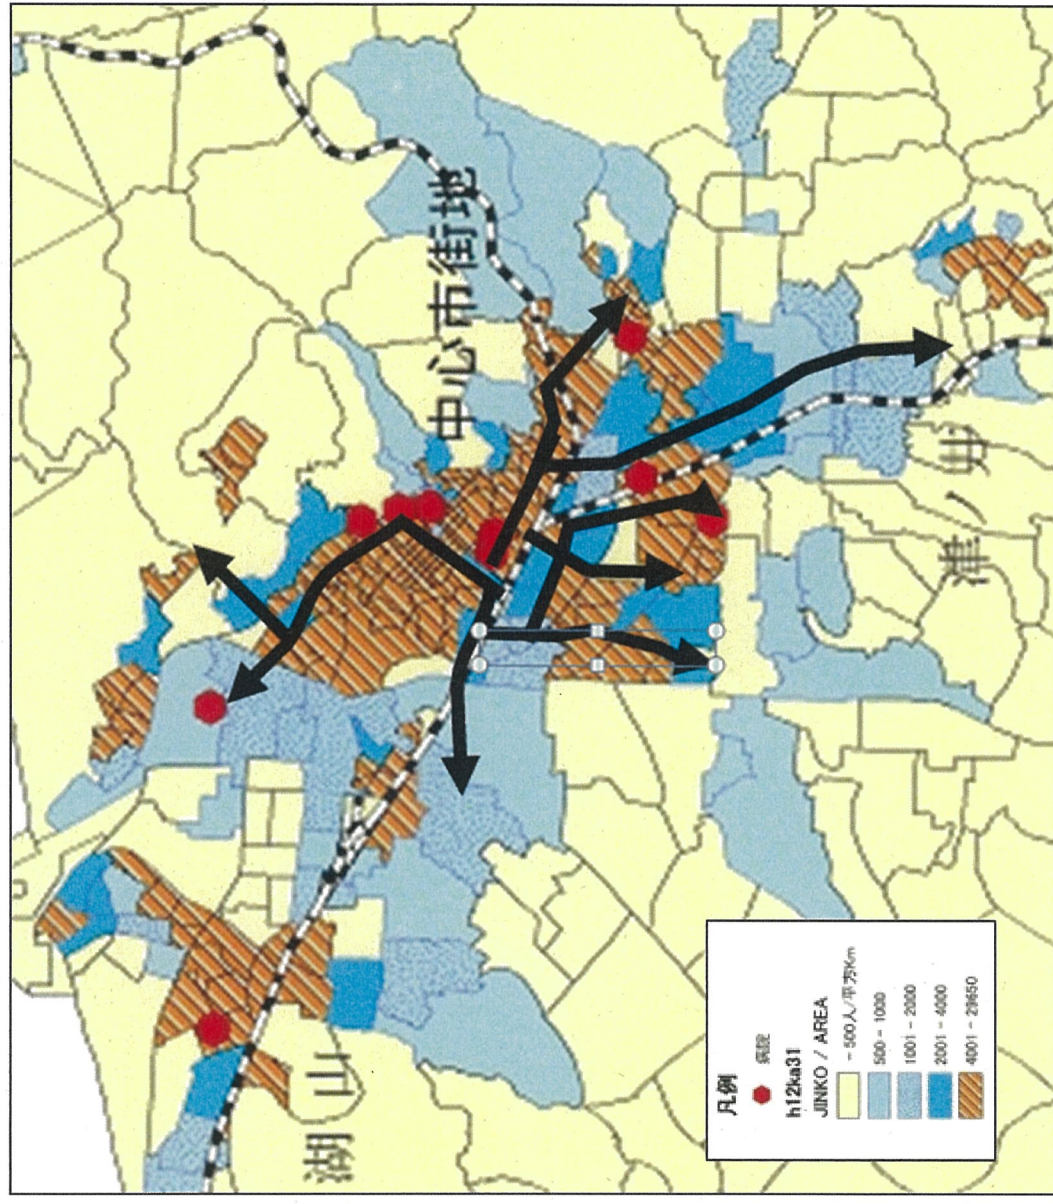 中心市街地
湖山
津ノ井
凡例
病院
h12ka31
JINKO / AREA
- 500人/平方Km
500 - 1000
1001 - 2000
2001 - 4000
4001 - 29650